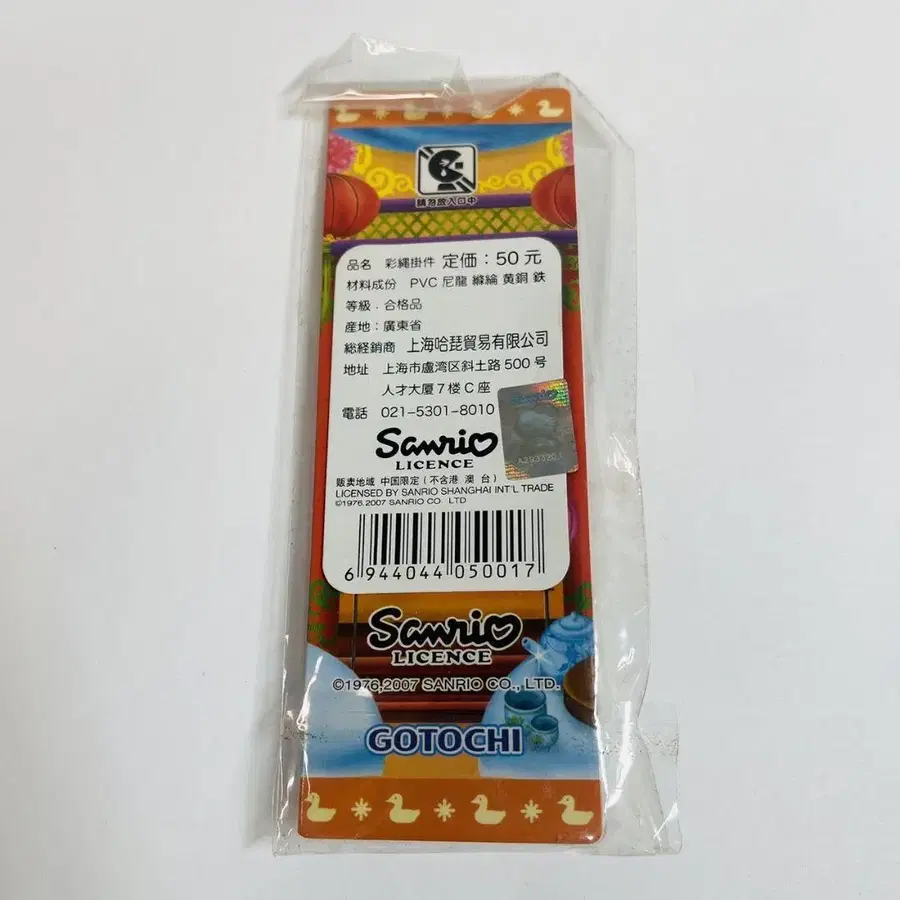 請勿放入口中
品名 彩繩掛件 定価：50元
材料成份 PVC 尼龍 縧綸 黄銅 鉄
等級．合格品
産地：廣東省
総経銷商 上海哈琵貿易有限公司
地址 上海市盧湾区斜土路500号
人才大厦7楼C座
電話 021-5301-8010
Sanrio
LICENCE
販卖地域 中国限定（不含港 澳 台）
LICENSED BY SANRIO SHANGHAI INT'L TRADE
©1976,2007 SANRIO CO., LTD
6 944044 050017
Sanrio
LICENCE
©1976,2007 SANRIO CO., LTD.
GOTOCHI